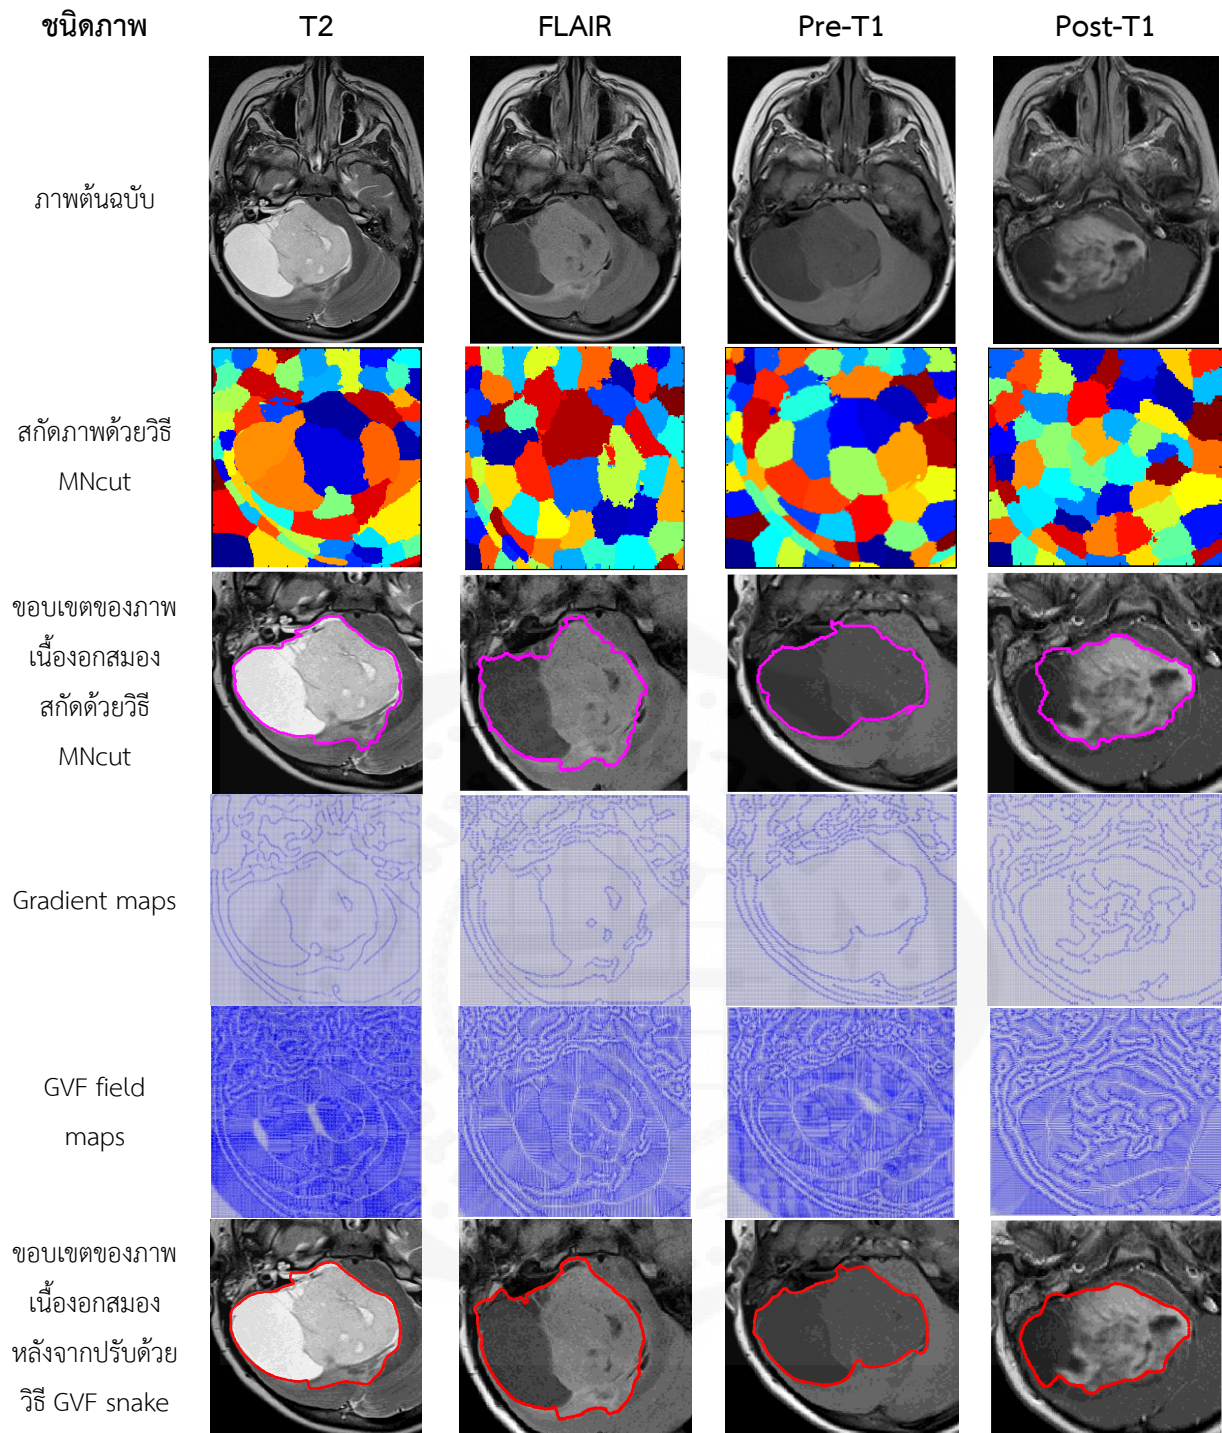 ชนิดภาพ T2 FLAIR Pre-T1 Post-T1
ภาพต้นฉบับ
สกัดภาพด้วยวิธี
MNcut
ขอบเขตของภาพ
เนื้องอกสมอง
สกัดด้วยวิธี
MNcut
Gradient maps
GVF field
maps
ขอบเขตของภาพ
เนื้องอกสมอง
หลังจากปรับด้วย
วิธี GVF snake